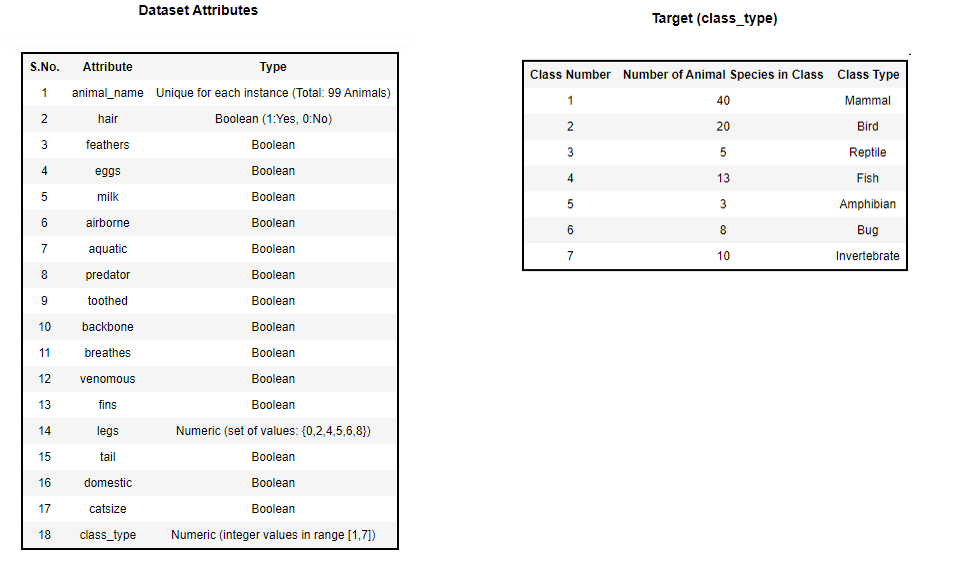 Dataset Attributes
S.No. Attribute Type
1 animal_name Unique for each instance (Total: 99 Animals)
2 hair Boolean (1:Yes, 0:No)
3 feathers Boolean
4 eggs Boolean
5 milk Boolean
6 airborne Boolean
7 aquatic Boolean
8 predator Boolean
9 toothed Boolean
10 backbone Boolean
11 breathes Boolean
12 venomous Boolean
13 fins Boolean
14 legs Numeric (set of values: {0,2,4,5,6,8})
15 tail Boolean
16 domestic Boolean
17 catsize Boolean
18 class_type Numeric (integer values in range [1,7])
Target (class_type)
Class Number Number of Animal Species in Class Class Type
1 40 Mammal
2 20 Bird
3 5 Reptile
4 13 Fish
5 3 Amphibian
6 8 Bug
7 10 Invertebrate